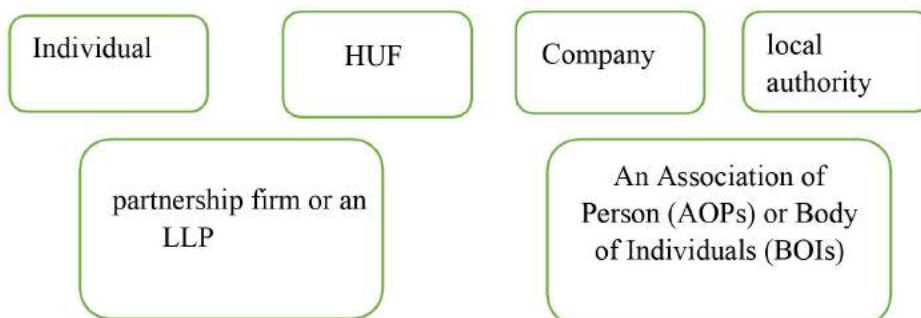 Individual
HUF
Company
local
authority
partnership firm or an
LLP
An Association of
Person (AOPs) or Body
of Individuals (BOIs)